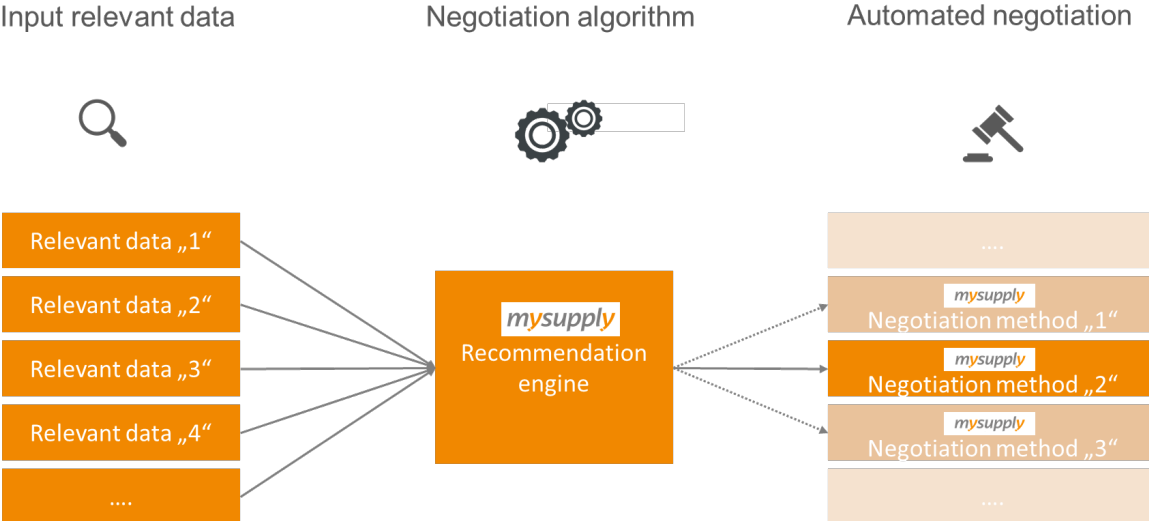 Input relevant data
Negotiation algorithm
Automated negotiation
Relevant data „1“
Relevant data „2“
Relevant data „3“
Relevant data „4“
....
mysupply
Recommendation
engine
....
mysupply
Negotiation method „1“
mysupply
Negotiation method „2“
mysupply
Negotiation method „3“
....